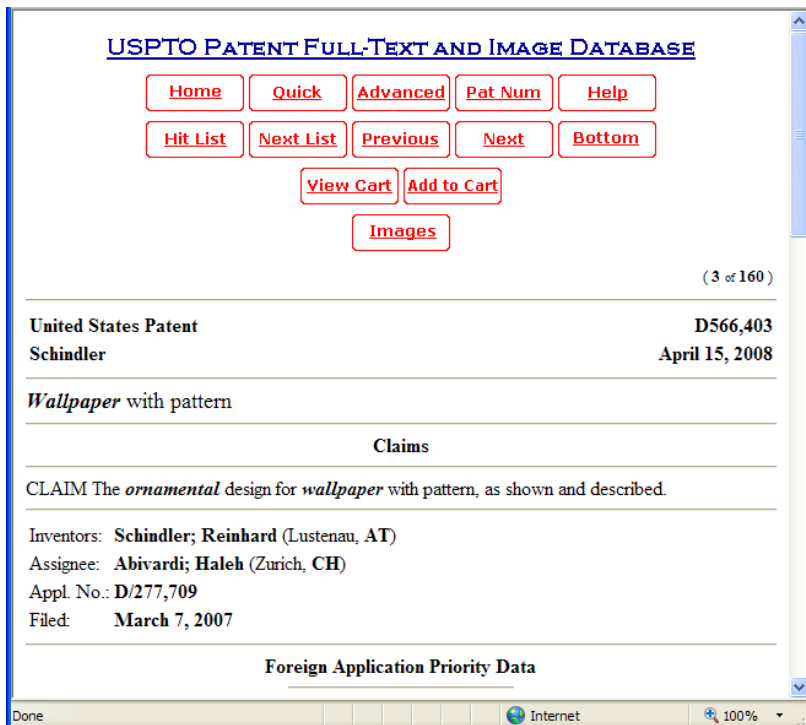 USPTO PATENT FULL-TEXT AND IMAGE DATABASE
Home Quick Advanced Pat Num Help
Hit List Next List Previous Next Bottom
View Cart Add to Cart
Images
( 3 of 160 )
United States Patent D566,403
Schindler April 15, 2008
Wallpaper with pattern
Claims
CLAIM The ornamental design for wallpaper with pattern, as shown and described.
Inventors: Schindler; Reinhard (Lustenau, AT)
Assignee: Abivardi; Haleh (Zurich, CH)
Appl. No.: D/277,709
Filed: March 7, 2007
Foreign Application Priority Data
Done Internet 100%